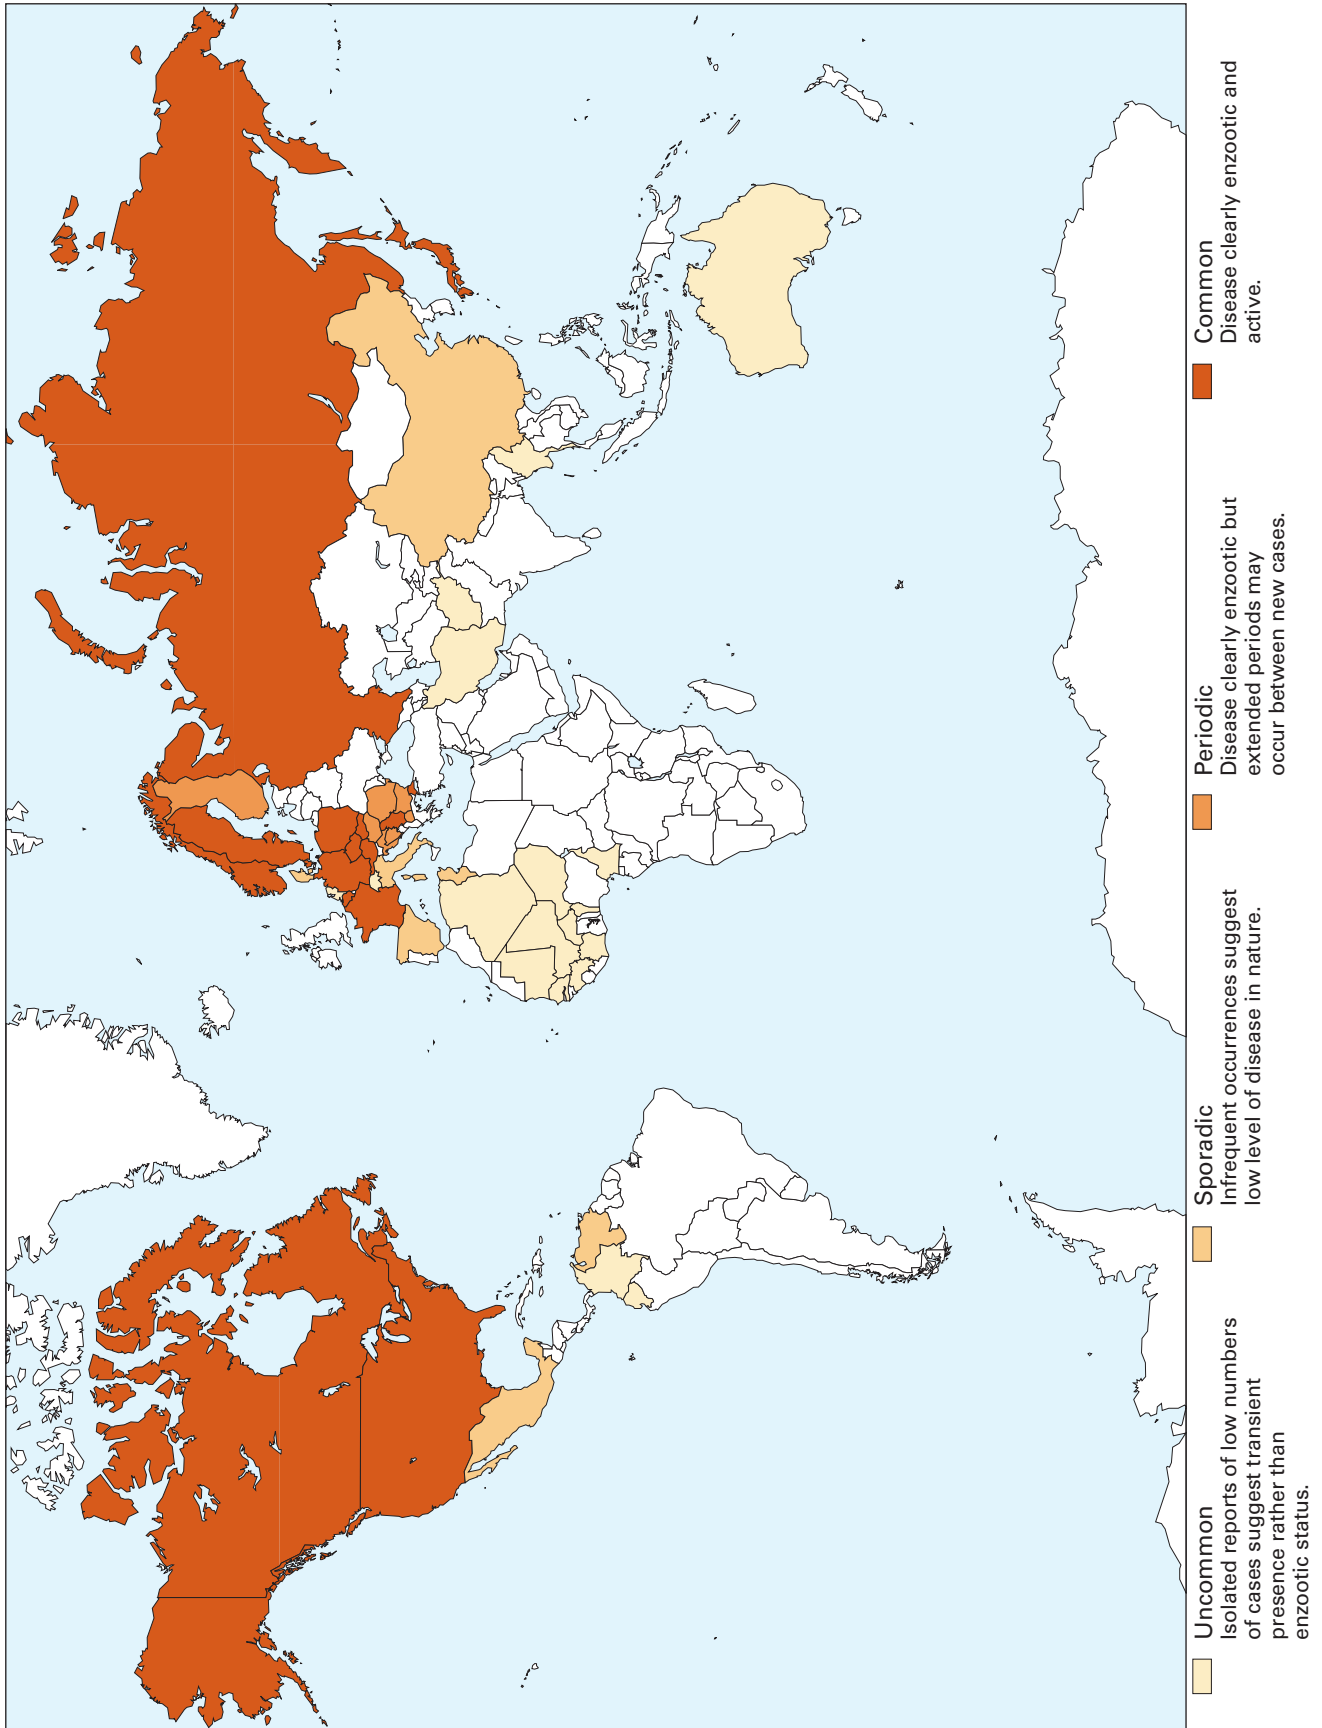 Uncommon
Isolated reports of low numbers
of cases suggest transient
presence rather than
enzootic status.
Sporadic
Infrequent occurrences suggest
low level of disease in nature.
Periodic
Disease clearly enzootic but
extended periods may
occur between new cases.
Common
Disease clearly enzootic and
active.